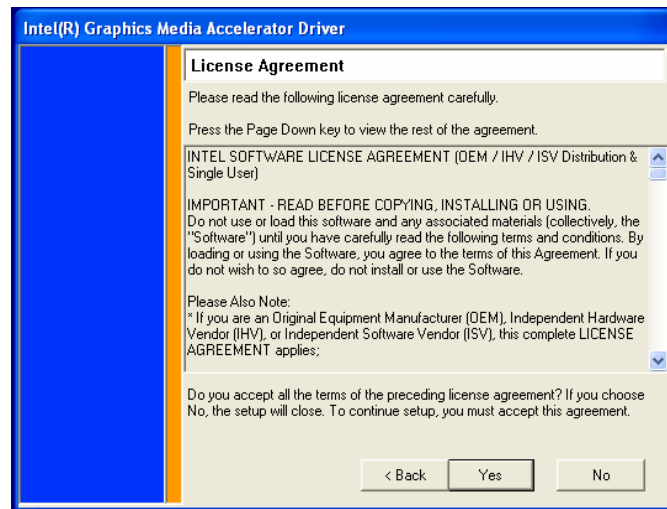 Intel(R) Graphics Media Accelerator Driver
License Agreement
Please read the following license agreement carefully.
Press the Page Down key to view the rest of the agreement.
INTEL SOFTWARE LICENSE AGREEMENT (OEM / IHV / ISV Distribution &
Single User)
IMPORTANT - READ BEFORE COPYING, INSTALLING OR USING.
Do not use or load this software and any associated materials (collectively, the
"Software") until you have carefully read the following terms and conditions. By
loading or using the Software, you agree to the terms of this Agreement. If you
do not wish to so agree, do not install or use the Software.
Please Also Note:
* If you are an Original Equipment Manufacturer (OEM), Independent Hardware
Vendor (IHV), or Independent Software Vendor (ISV), this complete LICENSE
AGREEMENT applies;
Do you accept all the terms of the preceding license agreement? If you choose
No, the setup will close. To continue setup, you must accept this agreement.
< Back Yes No